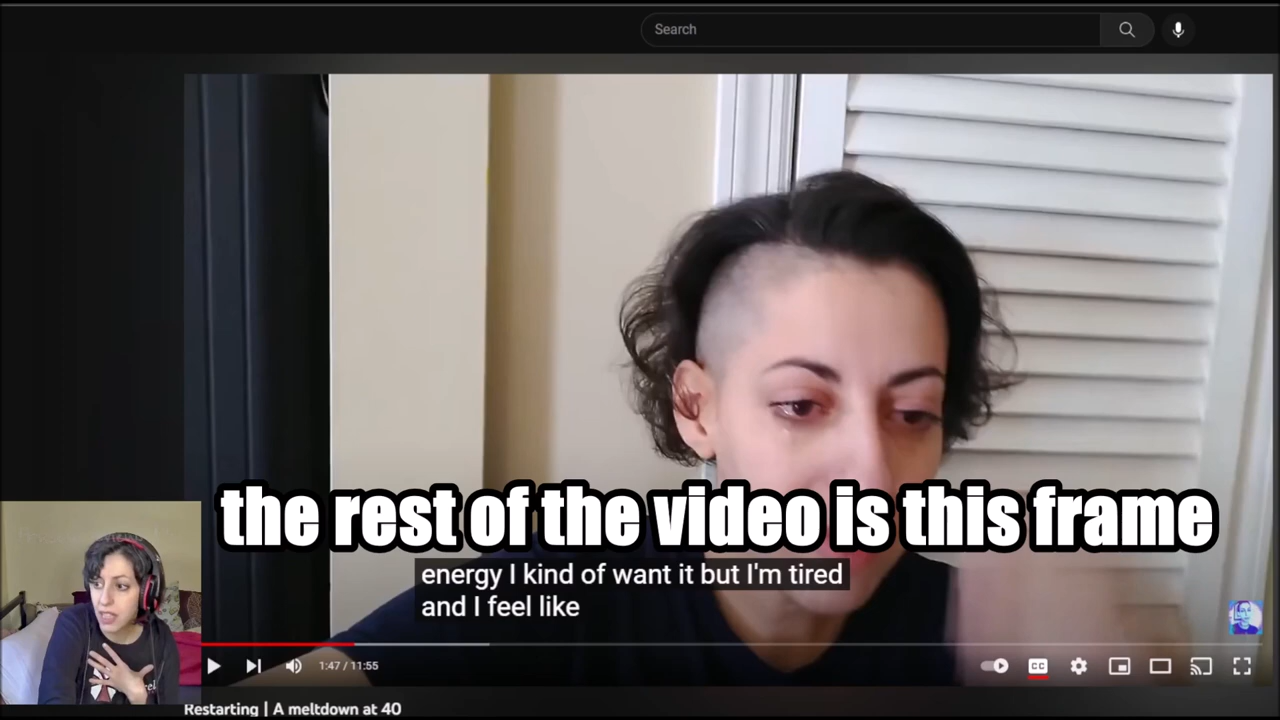 Search
the rest of the video is this frame
energy I kind of want it but I'm tired
and I feel like
1:47 / 11:55
CC
Restarting | A meltdown at 40